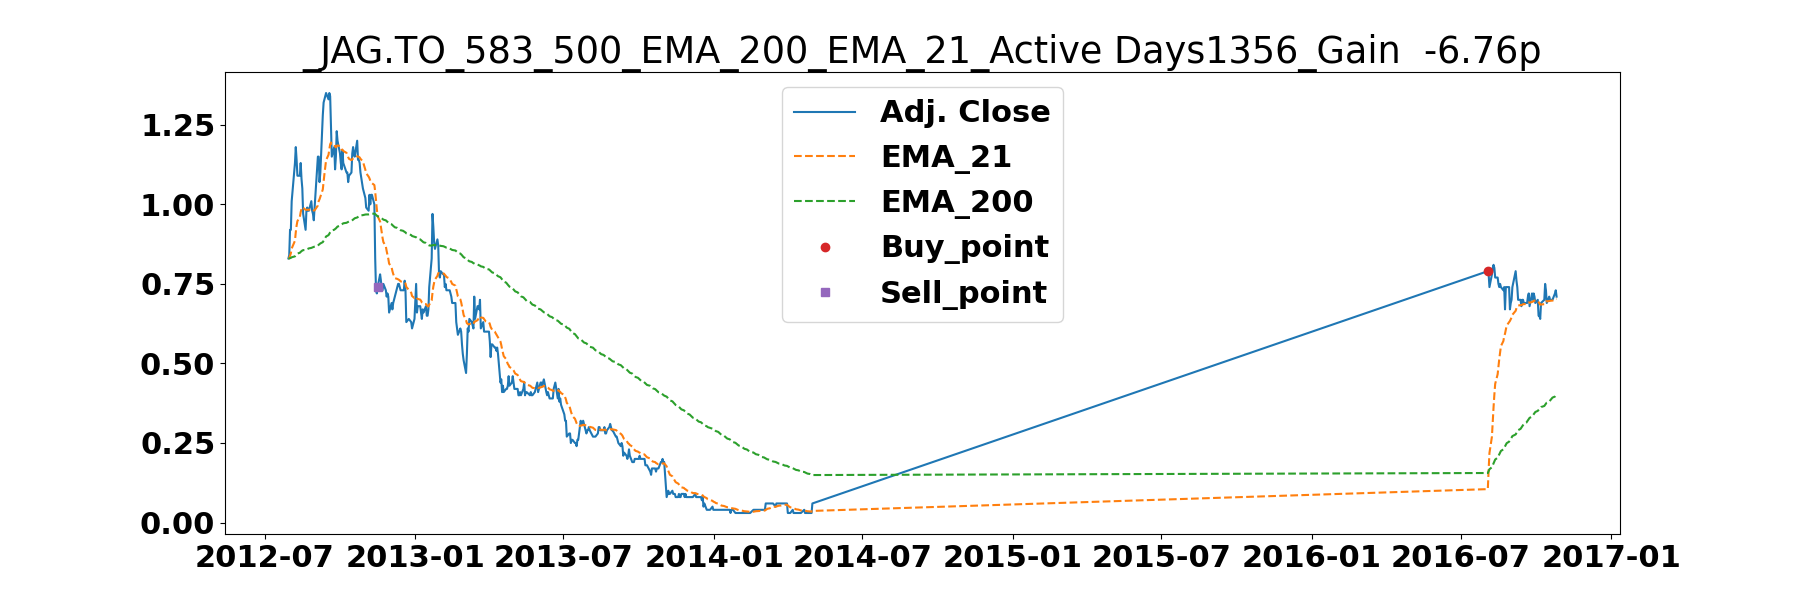 _JAG.TO_583_500_EMA_200_EMA_21_Active Days1356_Gain  -6.76p
Adj. Close
EMA_21
EMA_200
Buy_point
Sell_point
1.25
1.00
0.75
0.50
0.25
0.00
2012-07 2013-01 2013-07 2014-01 2014-07 2015-01 2015-07 2016-01 2016-07 2017-01